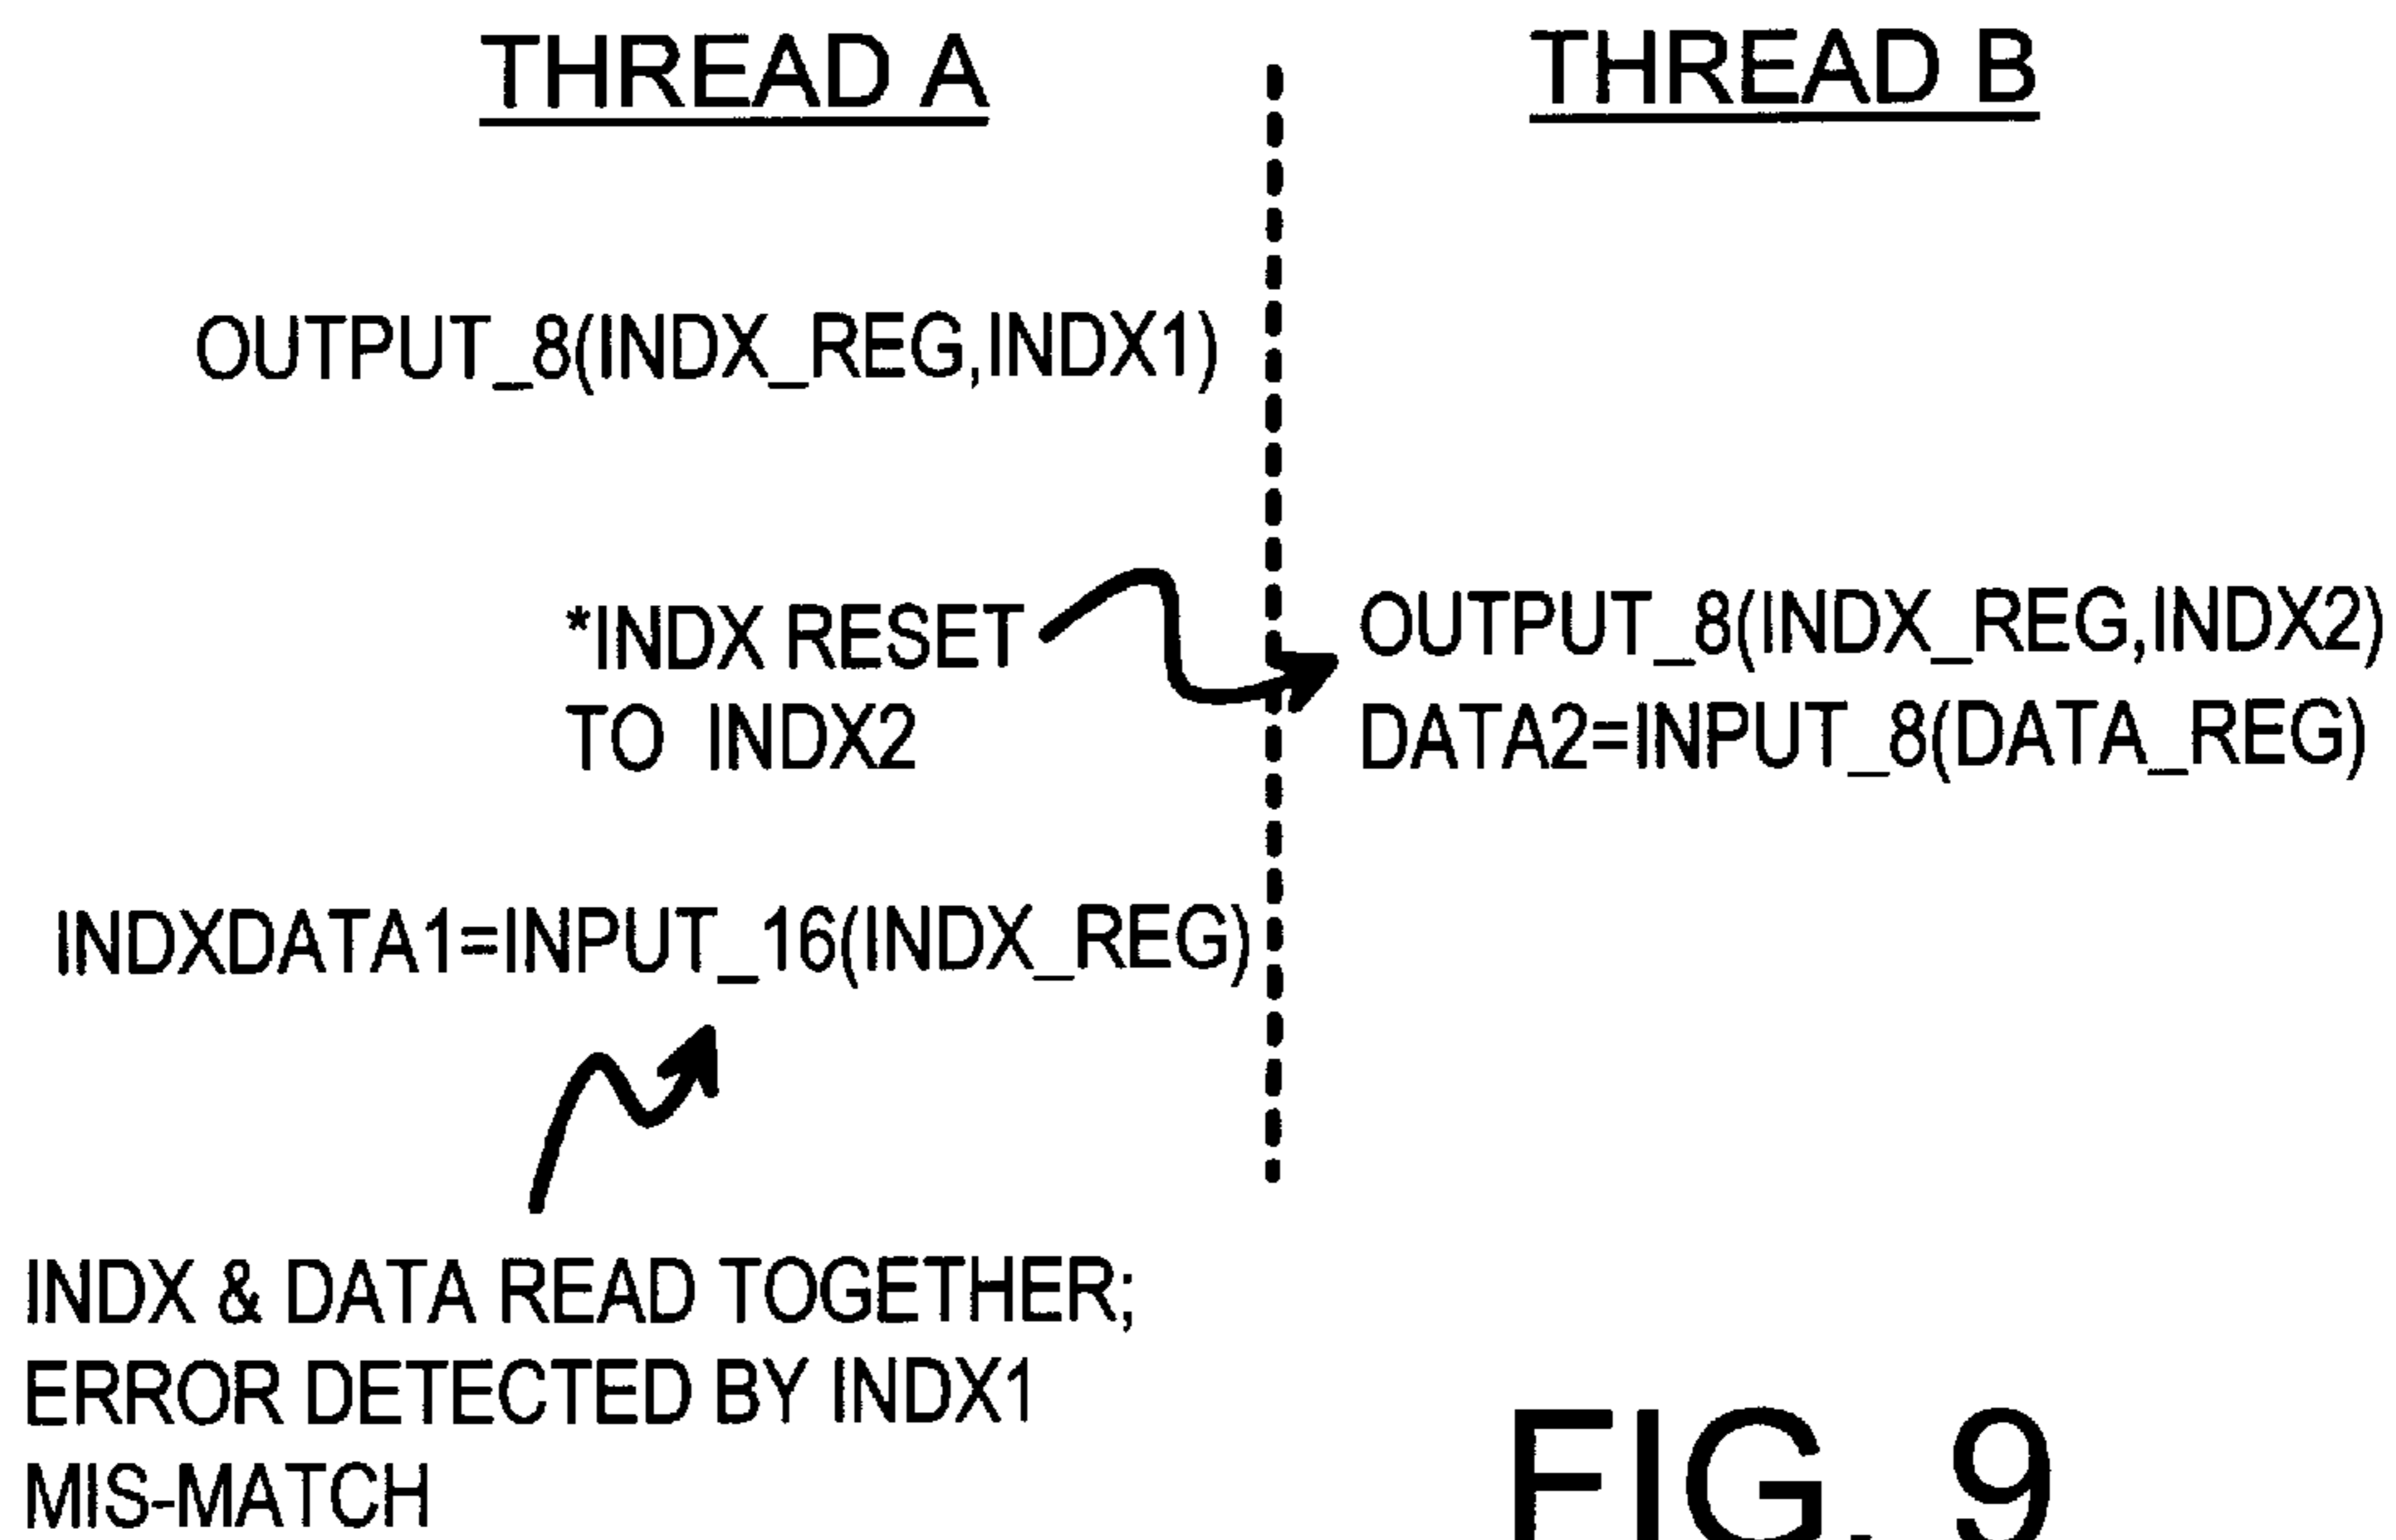 THREAD A
THREAD B
OUTPUT_8(INDX_REG,INDX1)
*INDX RESET
TO INDX2
OUTPUT_8(INDX_REG,INDX2)
DATA2=INPUT_8(DATA_REG)
INDXDATA1=INPUT_16(INDX_REG)
INDX & DATA READ TOGETHER;
ERROR DETECTED BY INDX1
MIS-MATCH
FIG. 9